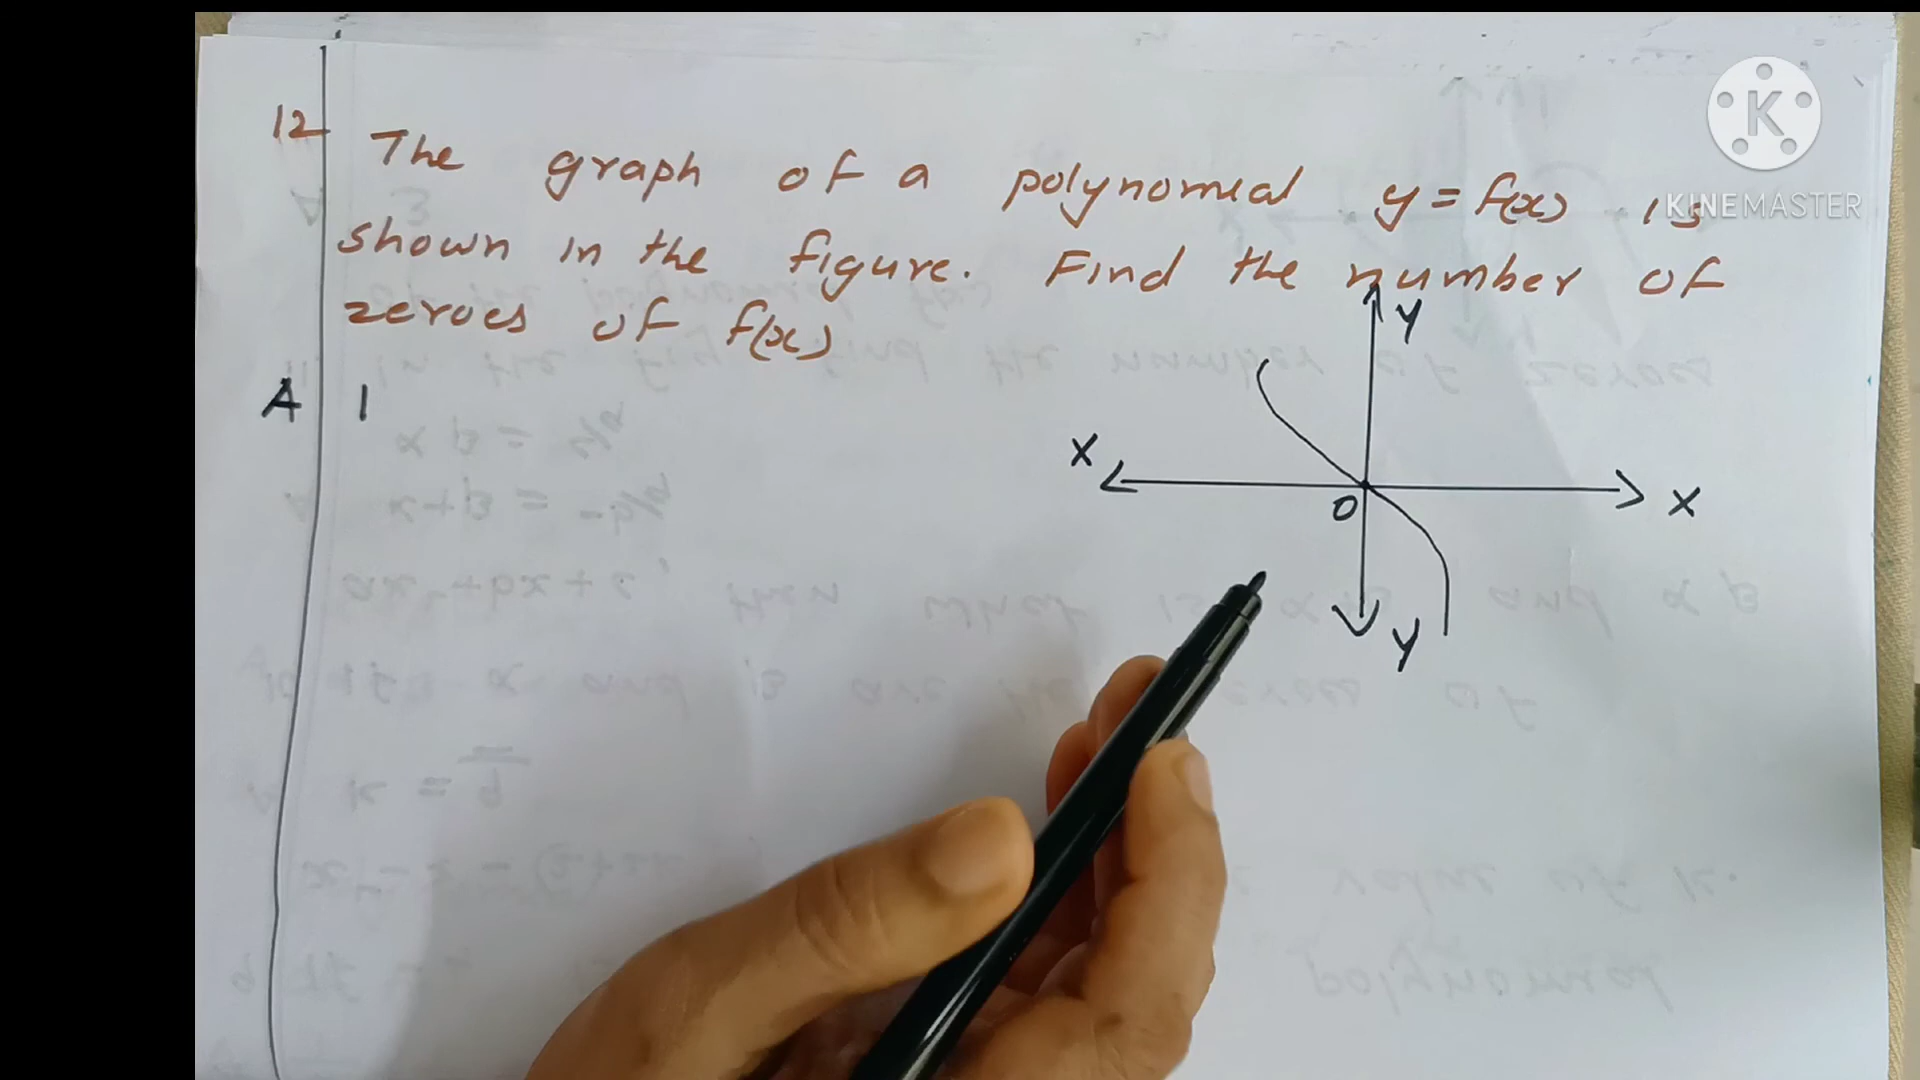 K
KINEMASTER
12 The graph of a polynomial y = f(x) is
shown in the figure. Find the number of
zeroes of f(x)
A 1
Y
X
X
O
Y